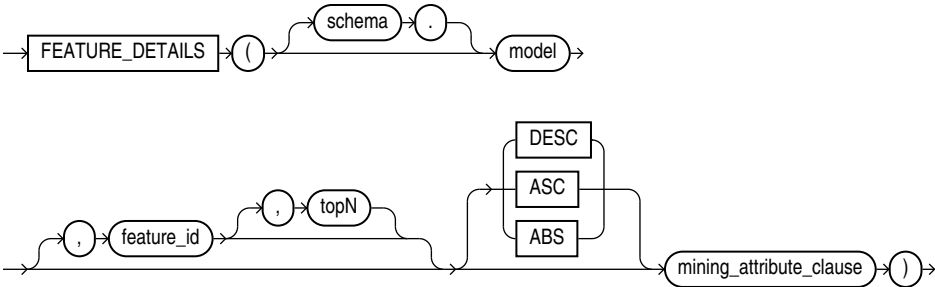 FEATURE_DETAILS ( schema . model
, feature_id , topN DESC ASC ABS mining_attribute_clause )